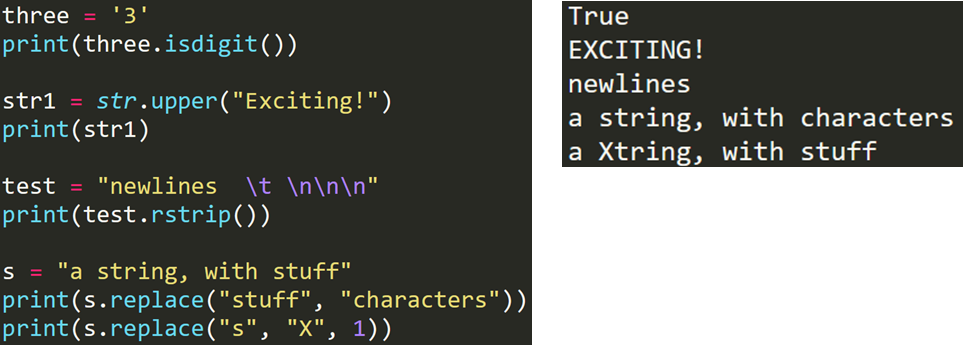 three = '3'
print(three.isdigit())
str1 = str.upper("Exciting!")
print(str1)
test = "newlines  \t \n\n\n"
print(test.rstrip())
s = "a string, with stuff"
print(s.replace("stuff", "characters"))
print(s.replace("s", "X", 1))
True
EXCITING!
newlines
a string, with characters
a Xtring, with stuff